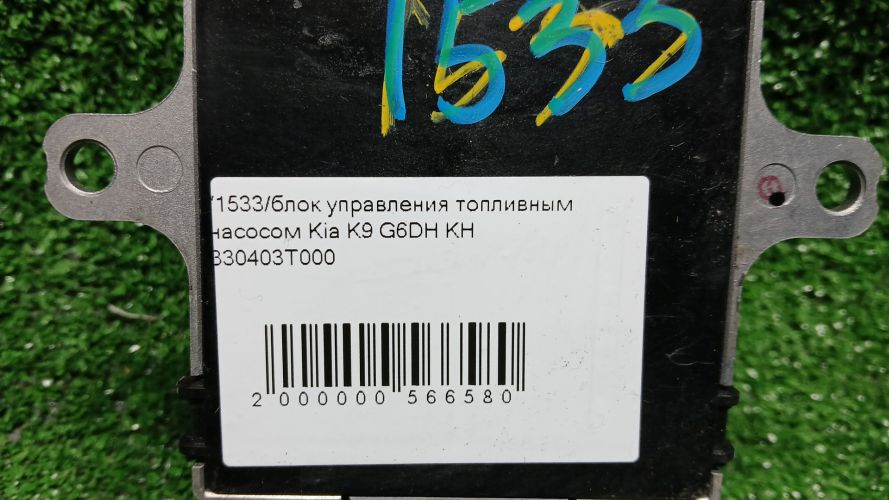 1533
/1533/блок управления топливным
насосом Kia K9 G6DH KH
330403T000
2 000000 566580